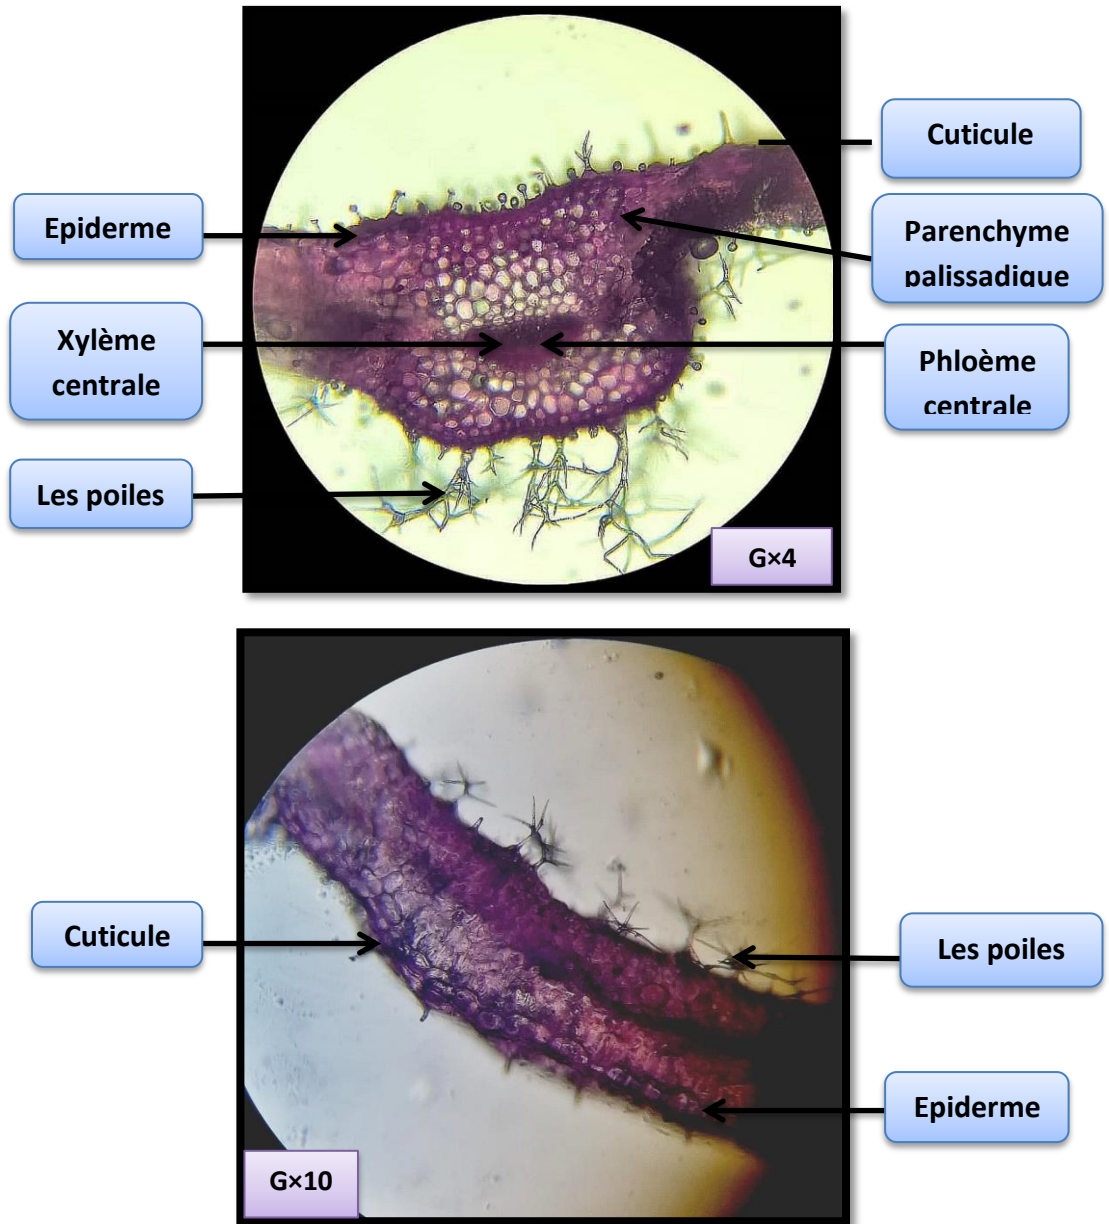 Cuticule
Epiderme
Parenchyme
palissadique
Xylème
centrale
Phloème
centrale
Les poiles
G×4
Cuticule
Les poiles
Epiderme
G×10